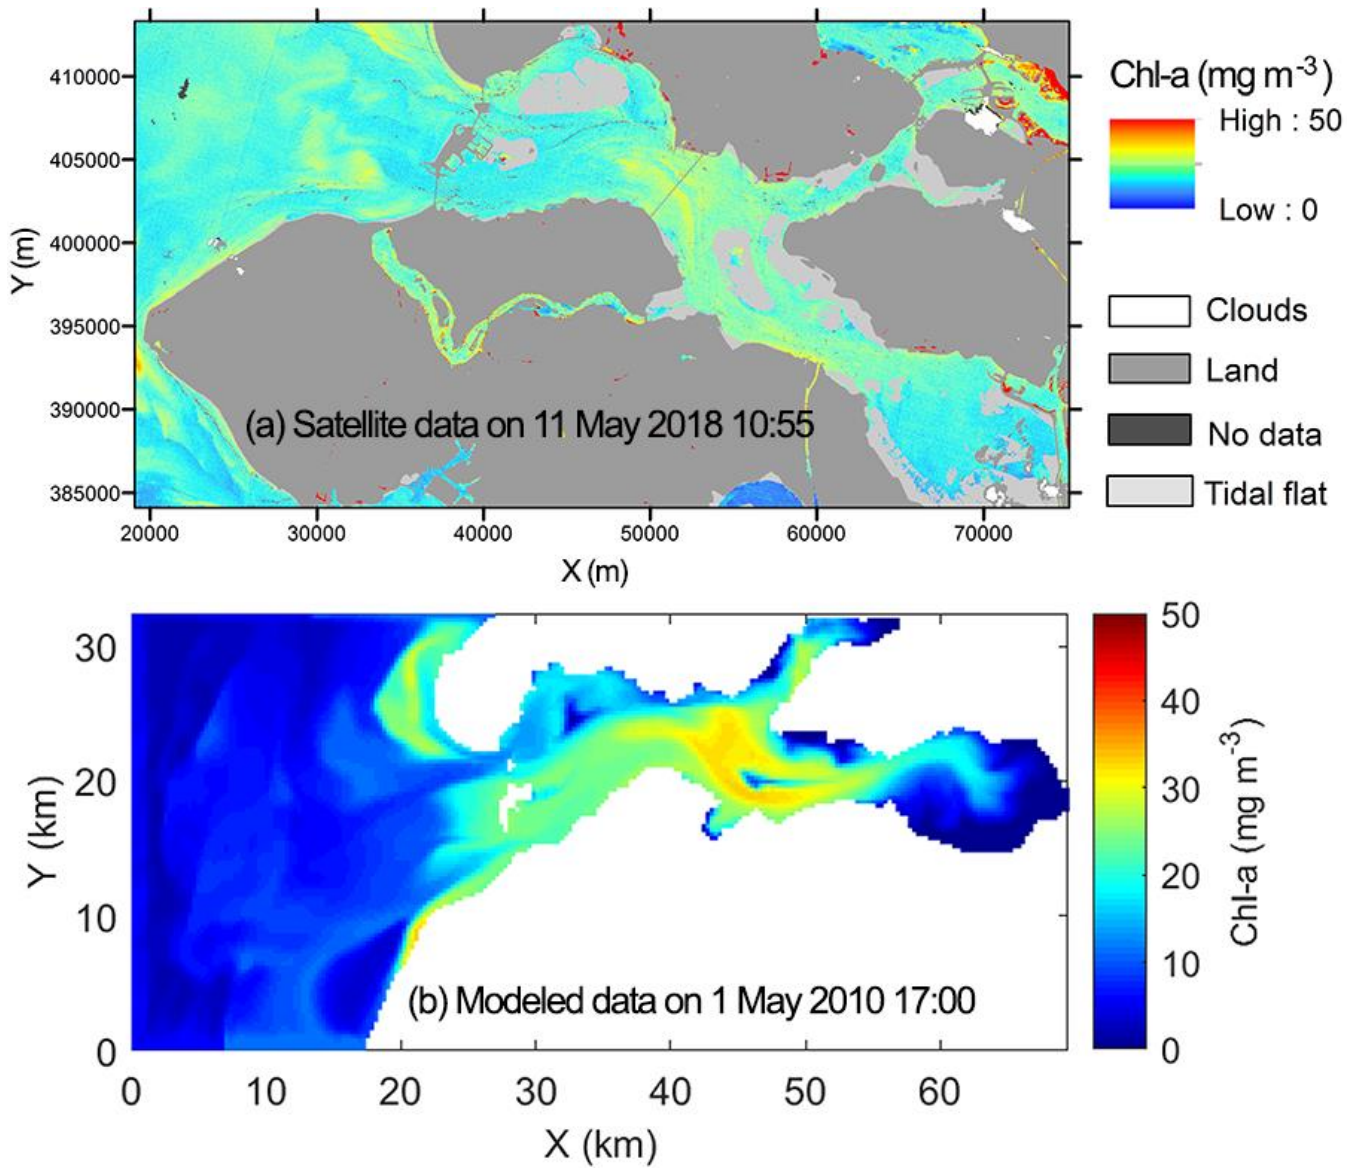 410000
405000
400000
395000
390000
385000
Y (m)
20000 30000 40000 50000 60000 70000
X (m)
(a) Satellite data on 11 May 2018 10:55
Chl-a (mg m-3)
High : 50
Low : 0
Clouds
Land
No data
Tidal flat
30
20
10
0
Y (km)
0 10 20 30 40 50 60
X (km)
(b) Modeled data on 1 May 2010 17:00
50
40
30
20
10
0
Chl-a (mg m-3)